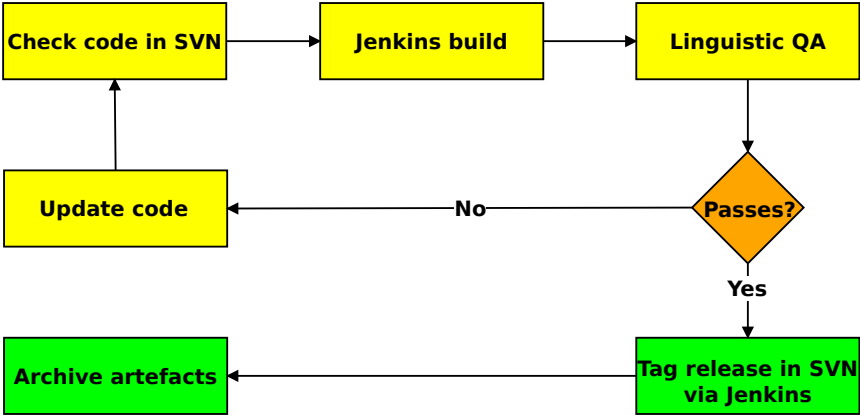 Check code in SVN
Jenkins build
Linguistic QA
Update code
No
Passes?
Yes
Archive artefacts
Tag release in SVN
via Jenkins